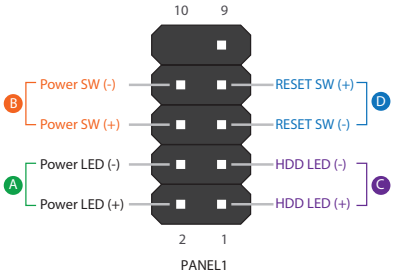 10 9
Power SW (-) RESET SW (+)
B D
Power SW (+) RESET SW (-)
Power LED (-) HDD LED (-)
A C
Power LED (+) HDD LED (+)
2 1
PANEL1